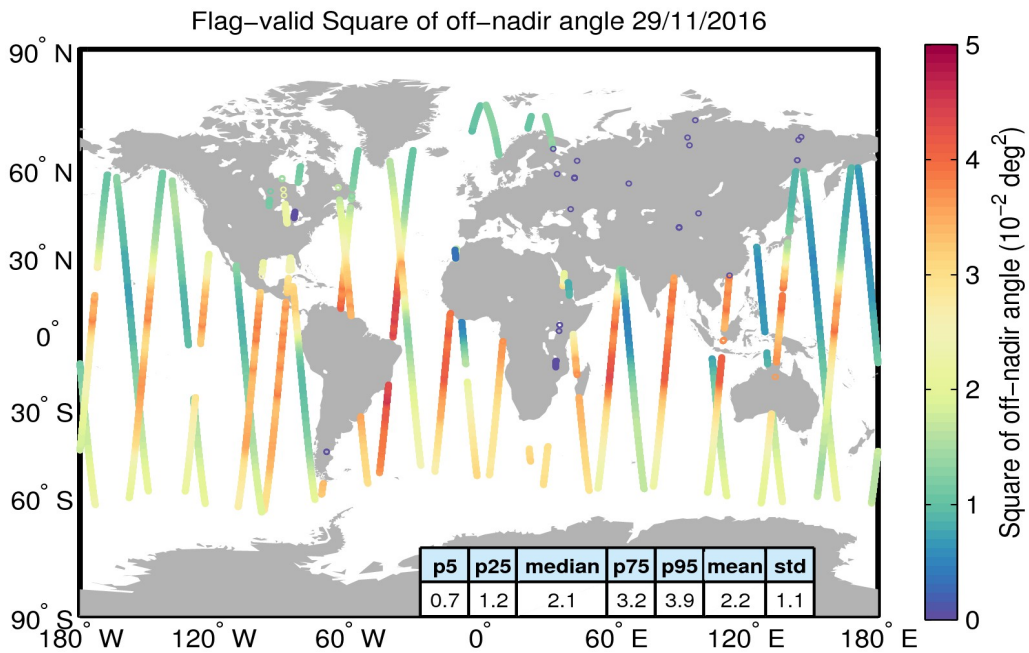 Flag−valid Square of off−nadir angle 29/11/2016
90° N
60° N
30° N
0°
30° S
60° S
90° S
180° W
120° W
60° W
0°
60° E
120° E
180° E
p5 p25 median p75 p95 mean std
0.7 1.2 2.1 3.2 3.9 2.2 1.1
5
4
3
2
1
0
Square of off−nadir angle (10⁻² deg²)